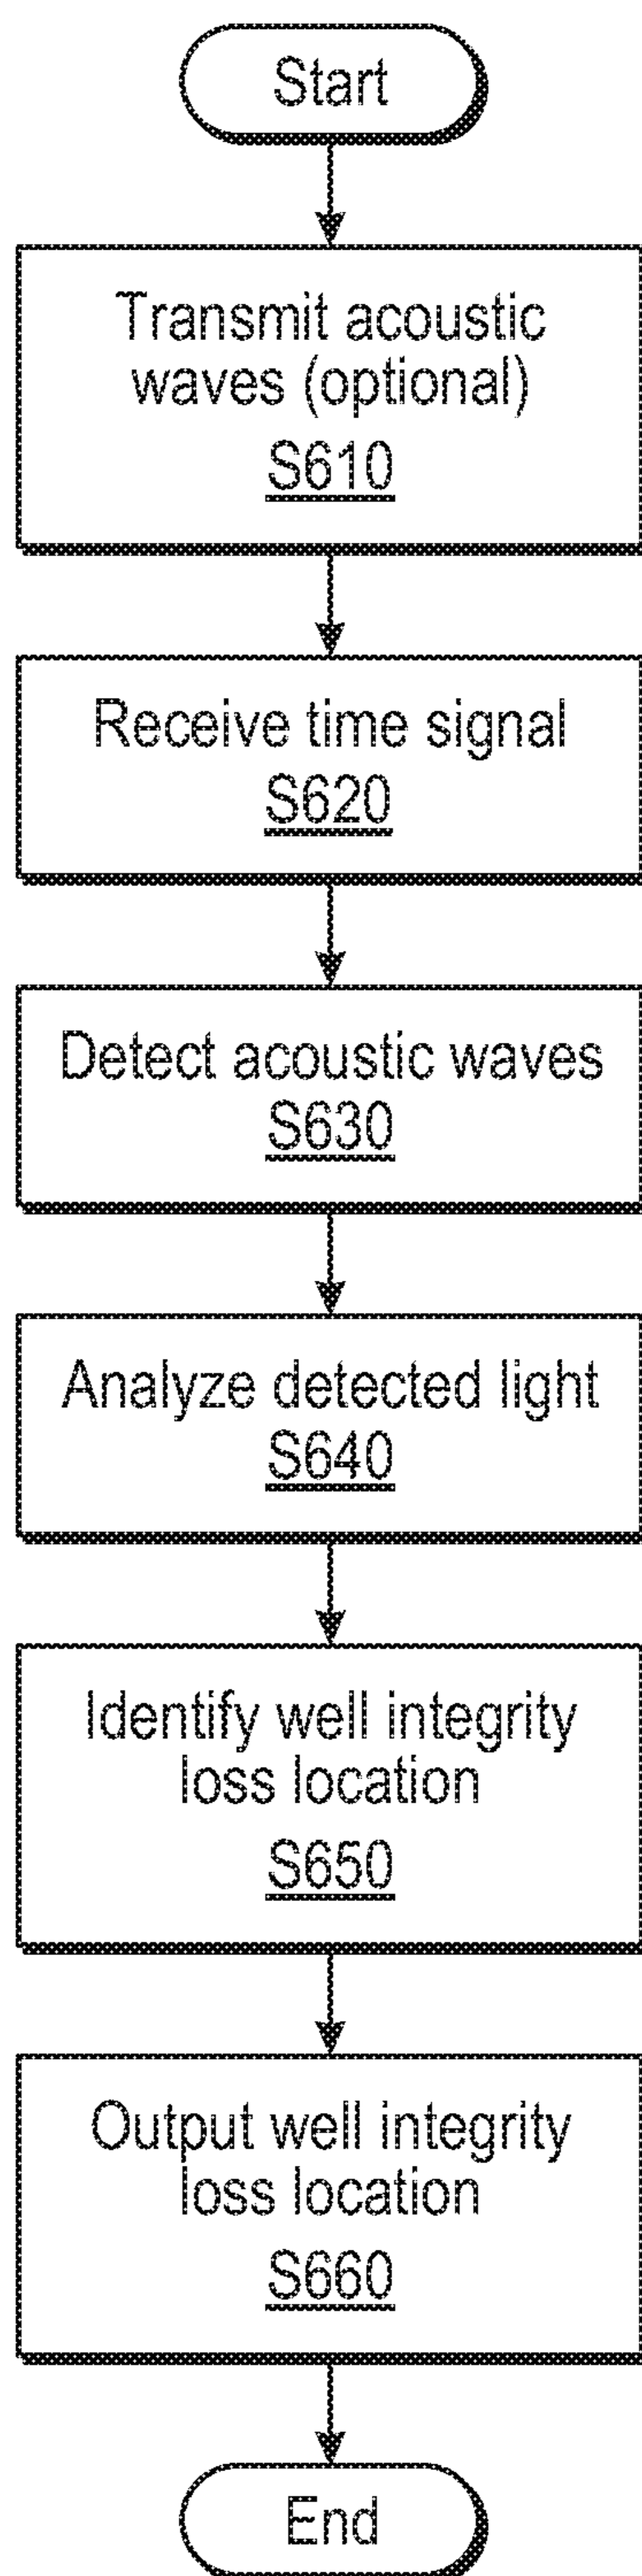 Start
Transmit acoustic
waves (optional)
S610
Receive time signal
S620
Detect acoustic waves
S630
Analyze detected light
S640
Identify well integrity
loss location
S650
Output well integrity
loss location
S660
End